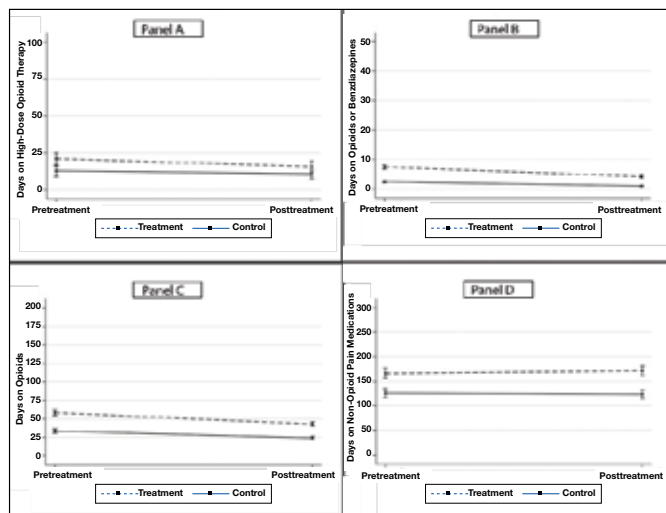 Panel A
100
75
50
25
0
Days on High-Dose Opioid Therapy
Pretreatment Posttreatment
Treatment Control
Panel B
50
40
30
20
10
0
Days on Opioids or Benzdiazepines
Pretreatment Posttreatment
Treatment Control
Panel C
200
175
150
125
100
75
50
25
0
Days on Opioids
Pretreatment Posttreatment
Treatment Control
Panel D
300
250
200
150
100
50
0
Days on Non-Opioid Pain Medications
Pretreatment Posttreatment
Treatment Control